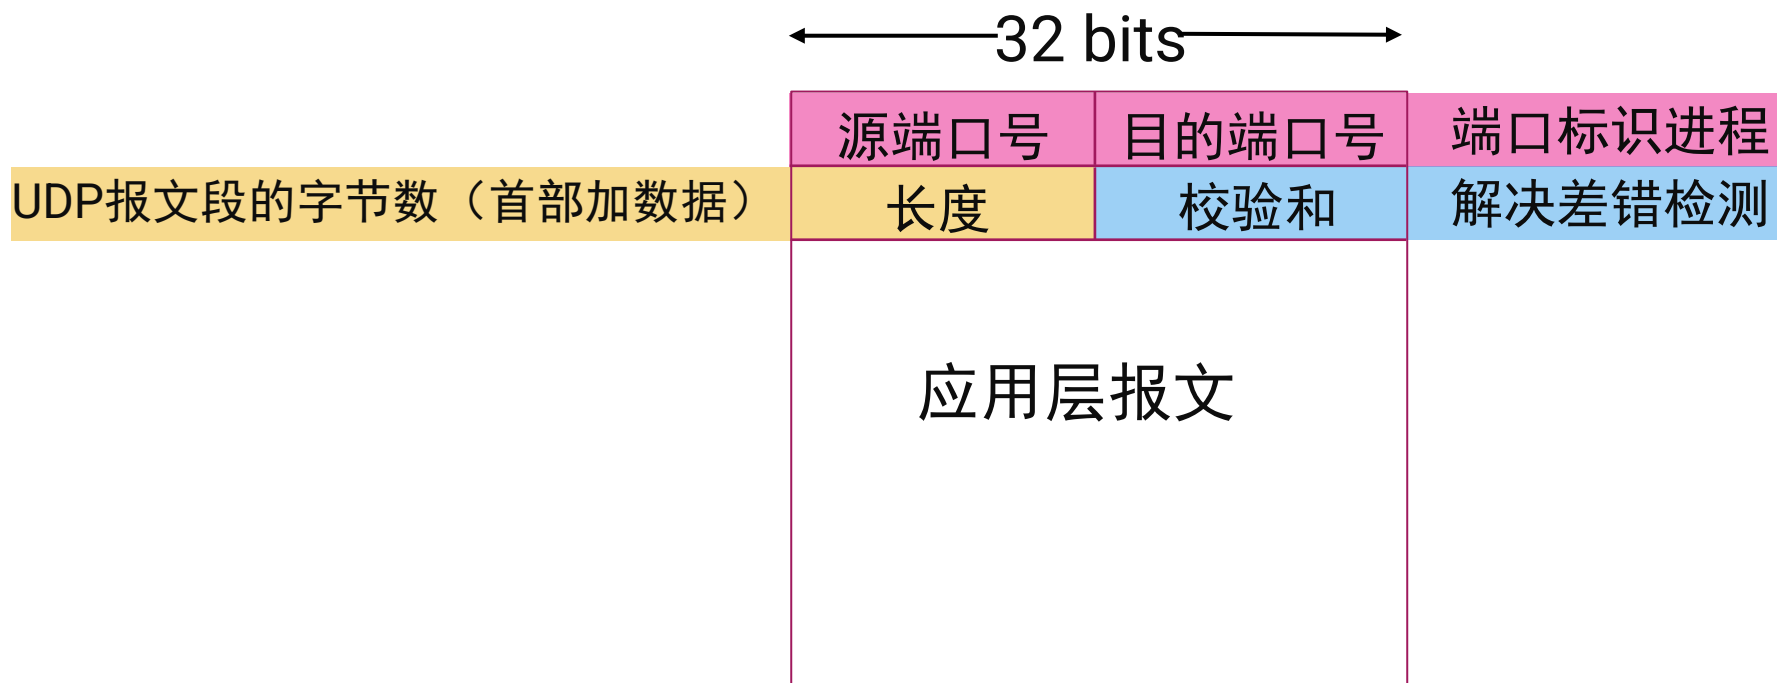 32 bits
源端口号 目的端口号 端口标识进程
UDP报文段的字节数（首部加数据） 长度 校验和 解决差错检测
应用层报文